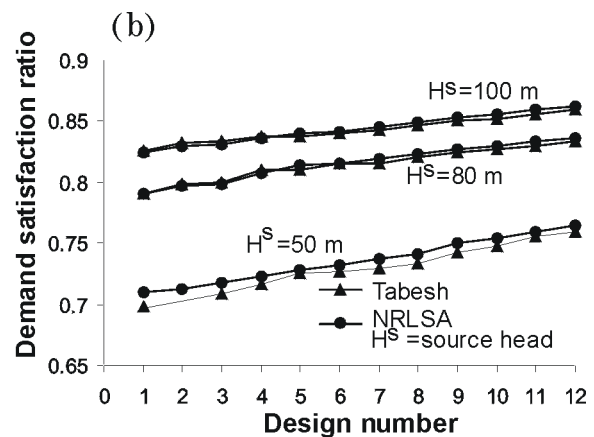 (b)
Demand satisfaction ratio
0.9
0.85
0.8
0.75
0.7
0.65
Hs=100 m
Hs=80 m
Hs=50 m
Tabesh
NRLSA
Hs =source head
0 1 2 3 4 5 6 7 8 9 10 11 12
Design number